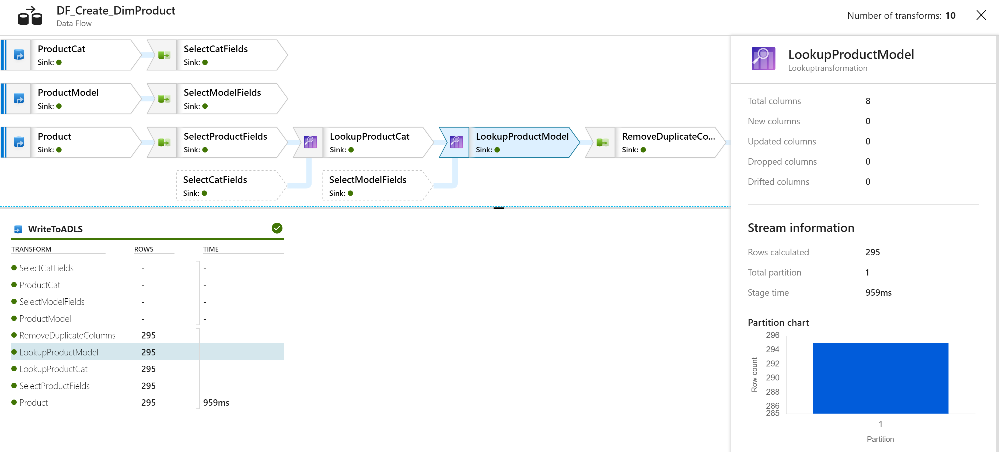 DF_Create_DimProduct
Data Flow
Number of transforms: 10
ProductCat
Sink:
SelectCatFields
Sink:
ProductModel
Sink:
SelectModelFields
Sink:
Product
Sink:
SelectProductFields
Sink:
LookupProductCat
Sink:
LookupProductModel
Sink:
RemoveDuplicateCo...
Sink:
SelectCatFields
Sink:
SelectModelFields
Sink:
WriteToADLS
TRANSFORM ROWS TIME
SelectCatFields - -
ProductCat - -
SelectModelFields - -
ProductModel - -
RemoveDuplicateColumns 295
LookupProductModel 295
LookupProductCat 295
SelectProductFields 295
Product 295 959ms
LookupProductModel
Lookuptransformation
Total columns 8
New columns 0
Updated columns 0
Dropped columns 0
Drifted columns 0
Stream information
Rows calculated 295
Total partition 1
Stage time 959ms
Partition chart
Row count
296
294
292
290
288
286
285
1
Partition